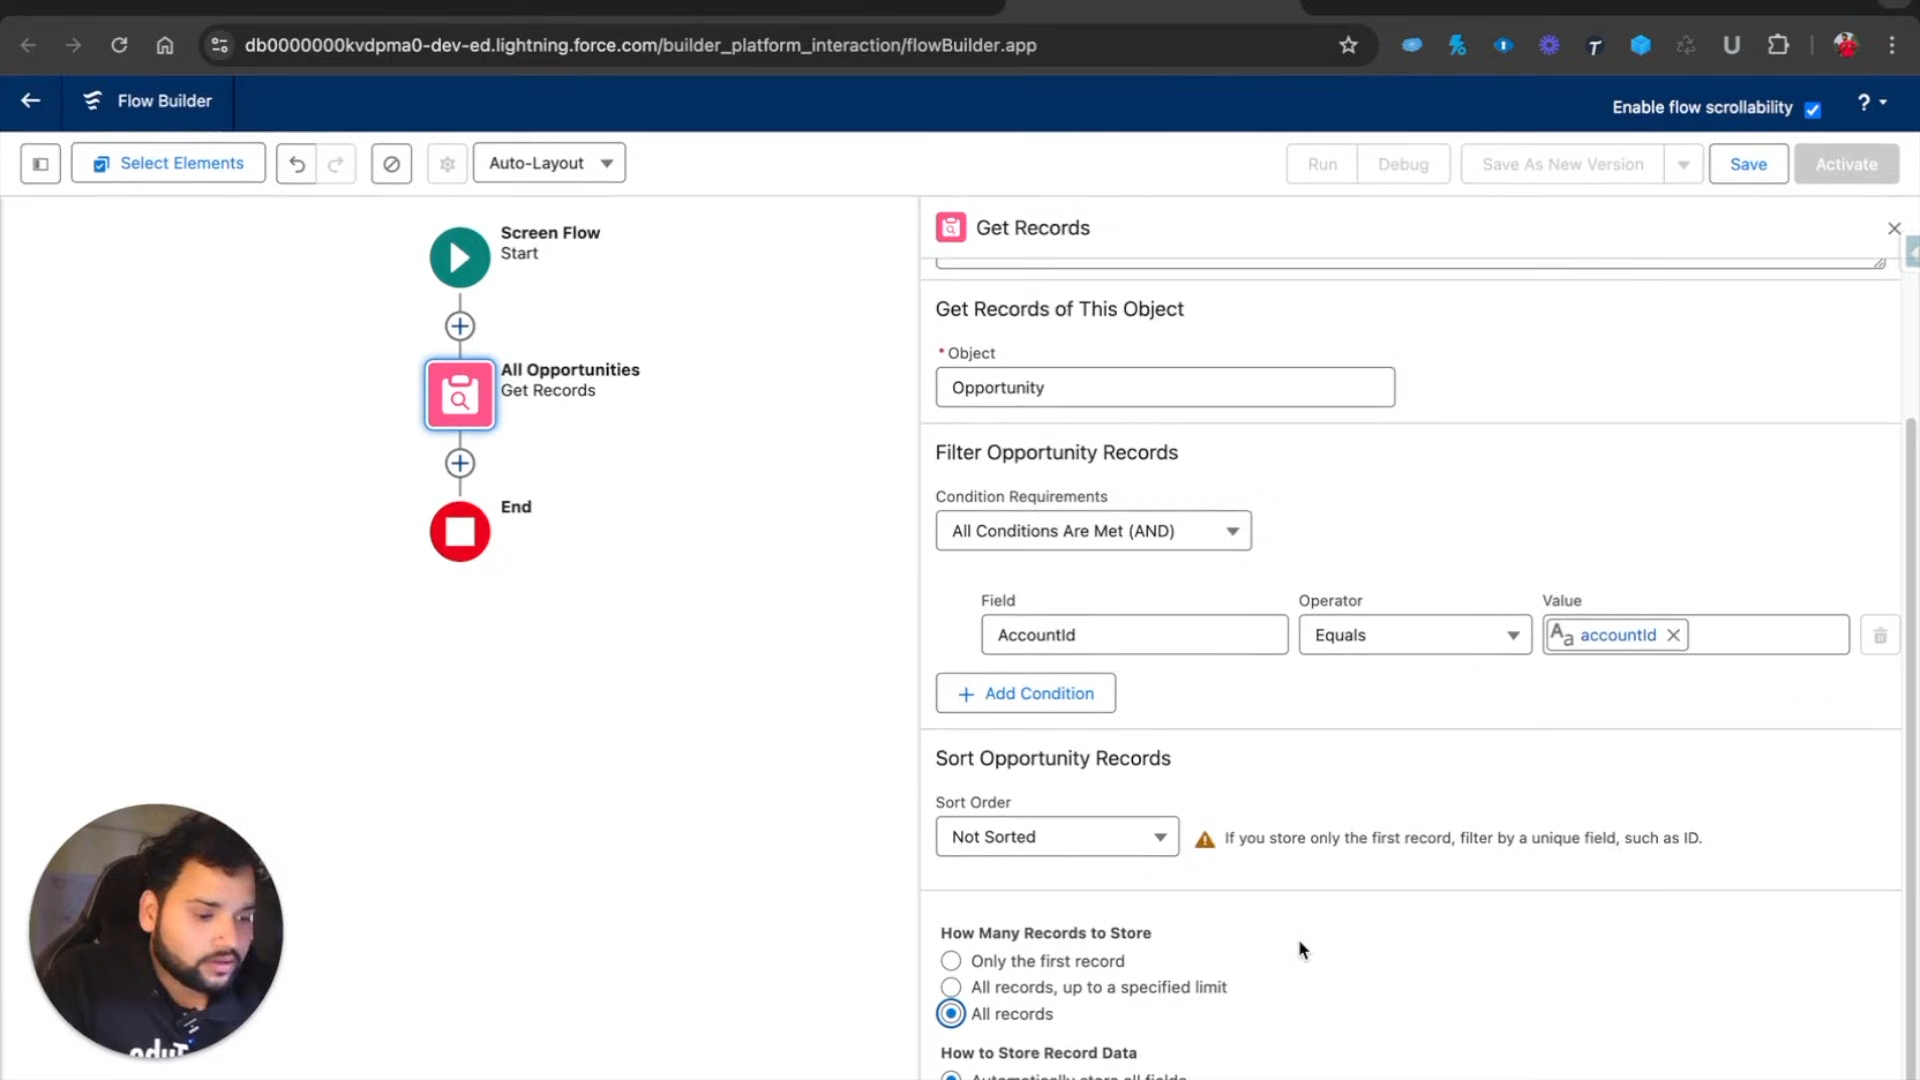 db0000000kvdpma0-dev-ed.lightning.force.com/builder_platform_interaction/flowBuilder.app
Flow Builder
Enable flow scrollability
?
Select Elements
Auto-Layout
Run
Debug
Save As New Version
Save
Activate
Screen Flow
Start
All Opportunities
Get Records
End
Get Records
Get Records of This Object
* Object
Opportunity
Filter Opportunity Records
Condition Requirements
All Conditions Are Met (AND)
Field
Operator
Value
AccountId
Equals
Aa accountId
+ Add Condition
Sort Opportunity Records
Sort Order
Not Sorted
If you store only the first record, filter by a unique field, such as ID.
How Many Records to Store
Only the first record
All records, up to a specified limit
All records
How to Store Record Data
Automatically store all fields